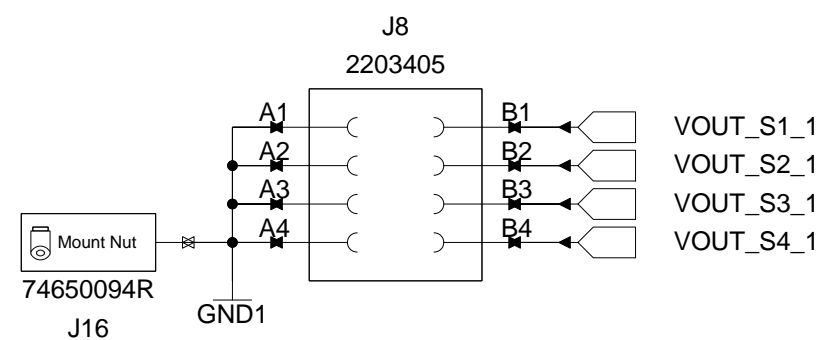 J8
2203405
A1 B1 VOUT_S1_1
A2 B2 VOUT_S2_1
A3 B3 VOUT_S3_1
A4 B4 VOUT_S4_1
Mount Nut
74650094R
GND1
J16